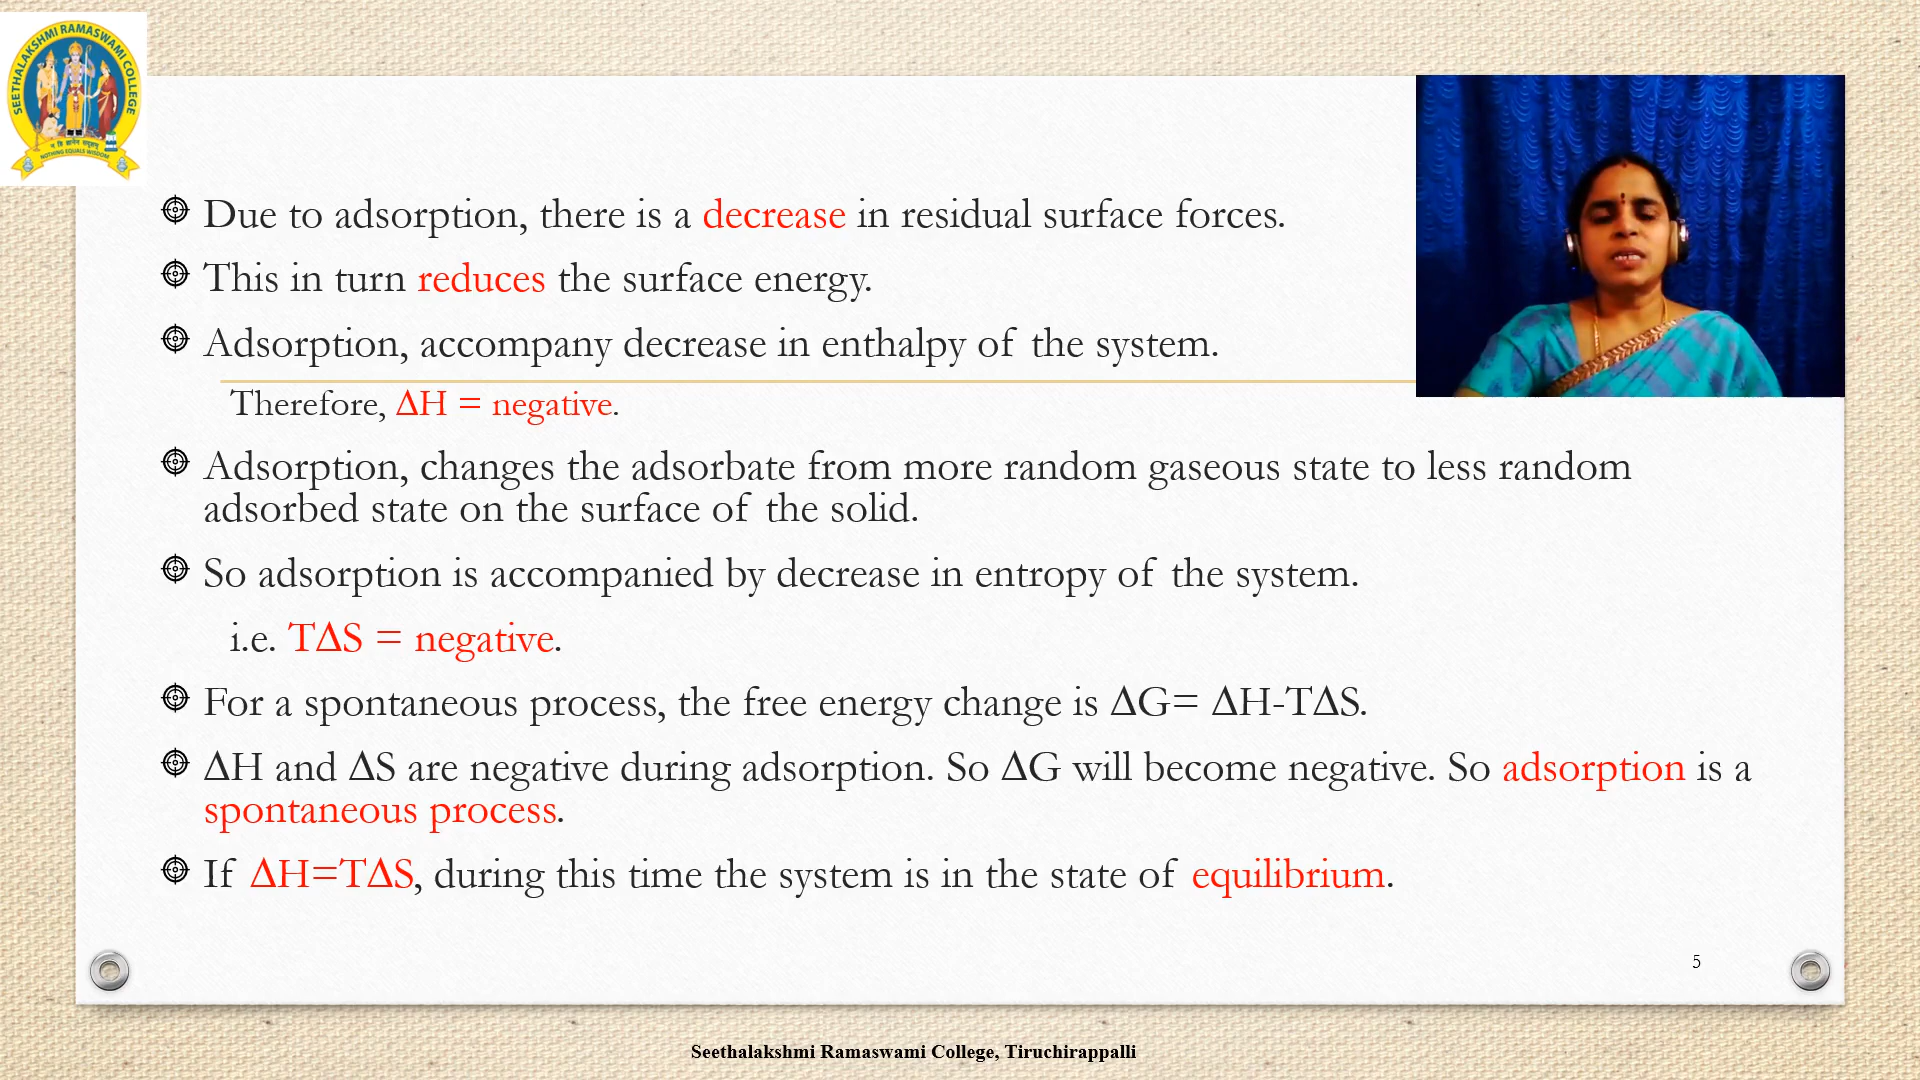 SEETHALAKSHMI RAMASWAMI COLLEGE
NOTHING EQUALS WISDOM
Due to adsorption, there is a decrease in residual surface forces.
This in turn reduces the surface energy.
Adsorption, accompany decrease in enthalpy of the system.
Therefore, ΔH = negative.
Adsorption, changes the adsorbate from more random gaseous state to less random
adsorbed state on the surface of the solid.
So adsorption is accompanied by decrease in entropy of the system.
i.e. TΔS = negative.
For a spontaneous process, the free energy change is ΔG= ΔH-TΔS.
ΔH and ΔS are negative during adsorption. So ΔG will become negative. So adsorption is a
spontaneous process.
If ΔH=TΔS, during this time the system is in the state of equilibrium.
5
Seethalakshmi Ramaswami College, Tiruchirappalli